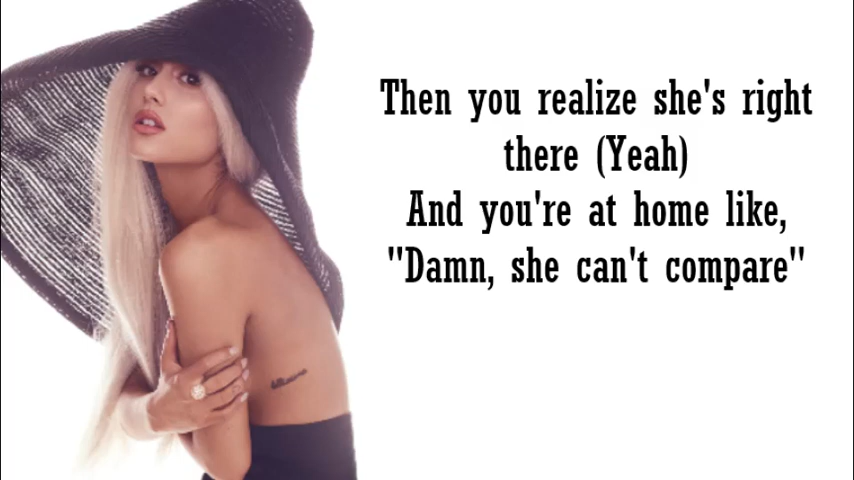 Then you realize she's right
there (Yeah)
And you're at home like,
"Damn, she can't compare"